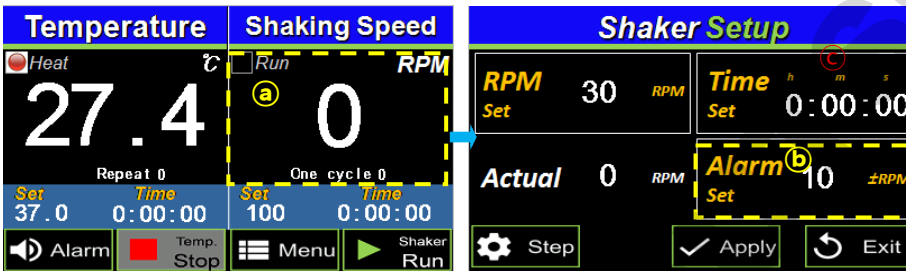 Temperature
Heat ℃
27.4
Repeat 0
Set Time
37.0 0:00:00
Alarm
Temp. Stop
Shaking Speed
Run RPM
ⓐ
0
One cycle 0
Set Time
100 0:00:00
Menu
Shaker Run
Shaker Setup
RPM Set 30 RPM
ⓒ
h m s
Time Set 0:00:00
Actual 0 RPM
ⓑ
Alarm Set 10 ±RPM
Step
Apply
Exit